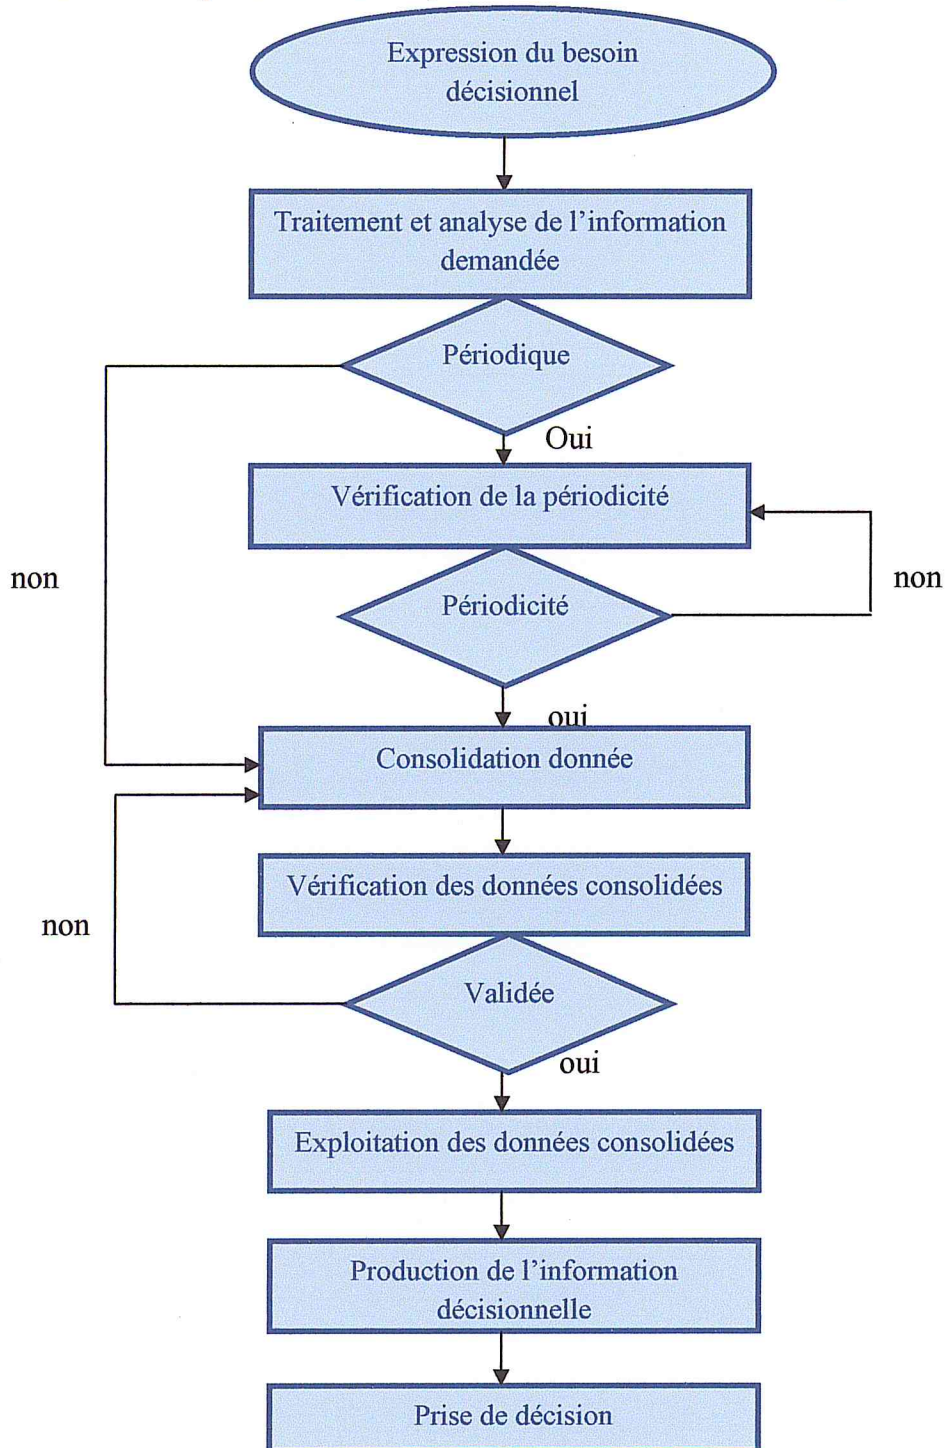 Expression du besoin
décisionnel
Traitement et analyse de l'information
demandée
Périodique
Oui
Vérification de la périodicité
non
non
Périodicité
oui
Consolidation donnée
Vérification des données consolidées
non
Validée
oui
Exploitation des données consolidées
Production de l'information
décisionnelle
Prise de décision